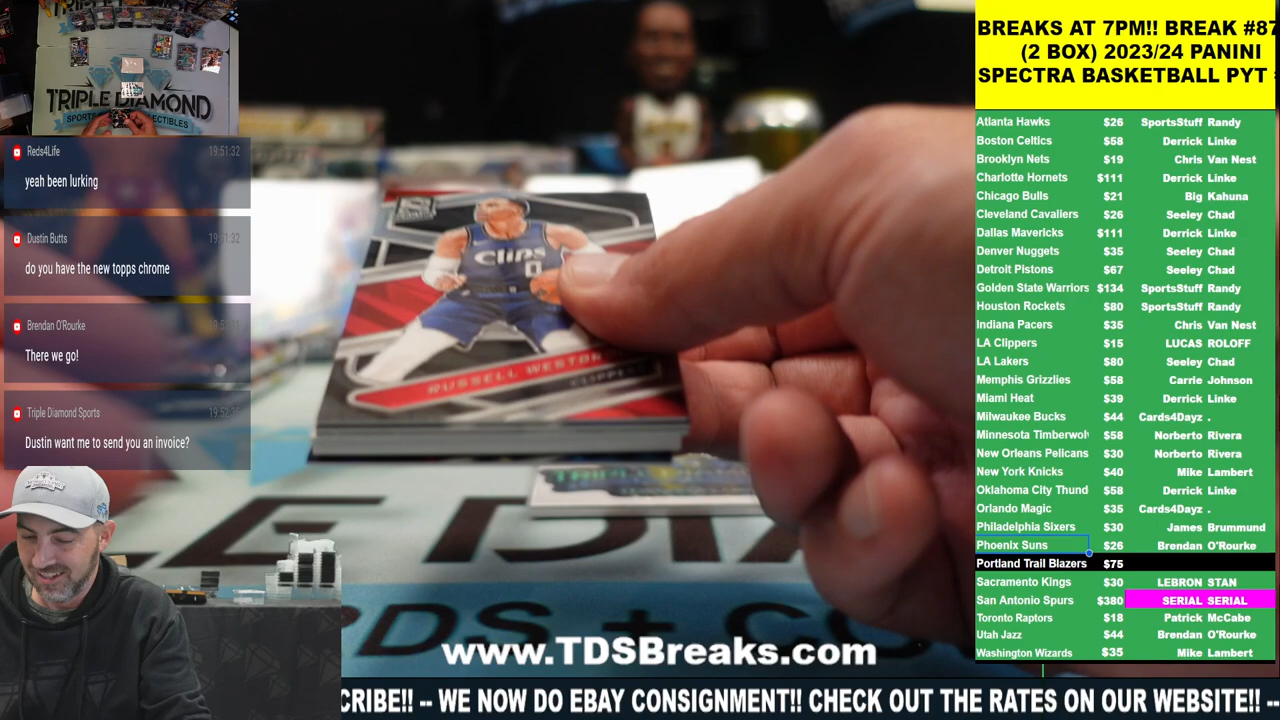 BREAKS AT 7PM!! BREAK #87
(2 BOX) 2023/24 PANINI
SPECTRA BASKETBALL PYT
Atlanta Hawks $26 SportsStuff Randy
Boston Celtics $58 Derrick Linke
Brooklyn Nets $19 Chris Van Nest
Charlotte Hornets $111 Derrick Linke
Chicago Bulls $21 Big Kahuna
Cleveland Cavaliers $26 Seeley Chad
Dallas Mavericks $111 Derrick Linke
Denver Nuggets $35 Seeley Chad
Detroit Pistons $67 Seeley Chad
Golden State Warriors $134 SportsStuff Randy
Houston Rockets $80 SportsStuff Randy
Indiana Pacers $35 Chris Van Nest
LA Clippers $15 LUCAS ROLOFF
LA Lakers $80 Seeley Chad
Memphis Grizzlies $58 Carrie Johnson
Miami Heat $39 Derrick Linke
Milwaukee Bucks $44 Cards4Dayz .
Minnesota Timberwolv $58 Norberto Rivera
New Orleans Pelicans $30 Norberto Rivera
New York Knicks $40 Mike Lambert
Oklahoma City Thund $58 Derrick Linke
Orlando Magic $35 Cards4Dayz .
Philadelphia Sixers $30 James Brummund
Phoenix Suns $26 Brendan O'Rourke
Portland Trail Blazers $75
Sacramento Kings $30 LEBRON STAN
San Antonio Spurs $380 SERIAL SERIAL
Toronto Raptors $18 Patrick McCabe
Utah Jazz $44 Brendan O'Rourke
Washington Wizards $35 Mike Lambert
TRIPLE DIAMOND
Reds4Life 19:51:32
yeah been lurking
Dustin Butts
do you have the new topps chrome
Brendan O'Rourke
There we go!
Triple Diamond Sports
Dustin want me to send you an invoice?
Clips
0
RUSSELL WESTBR
CLIPPERS
www.TDSBreaks.com
CRIBE!! -- WE NOW DO EBAY CONSIGNMENT!! CHECK OUT THE RATES ON OUR WEBSITE!! --